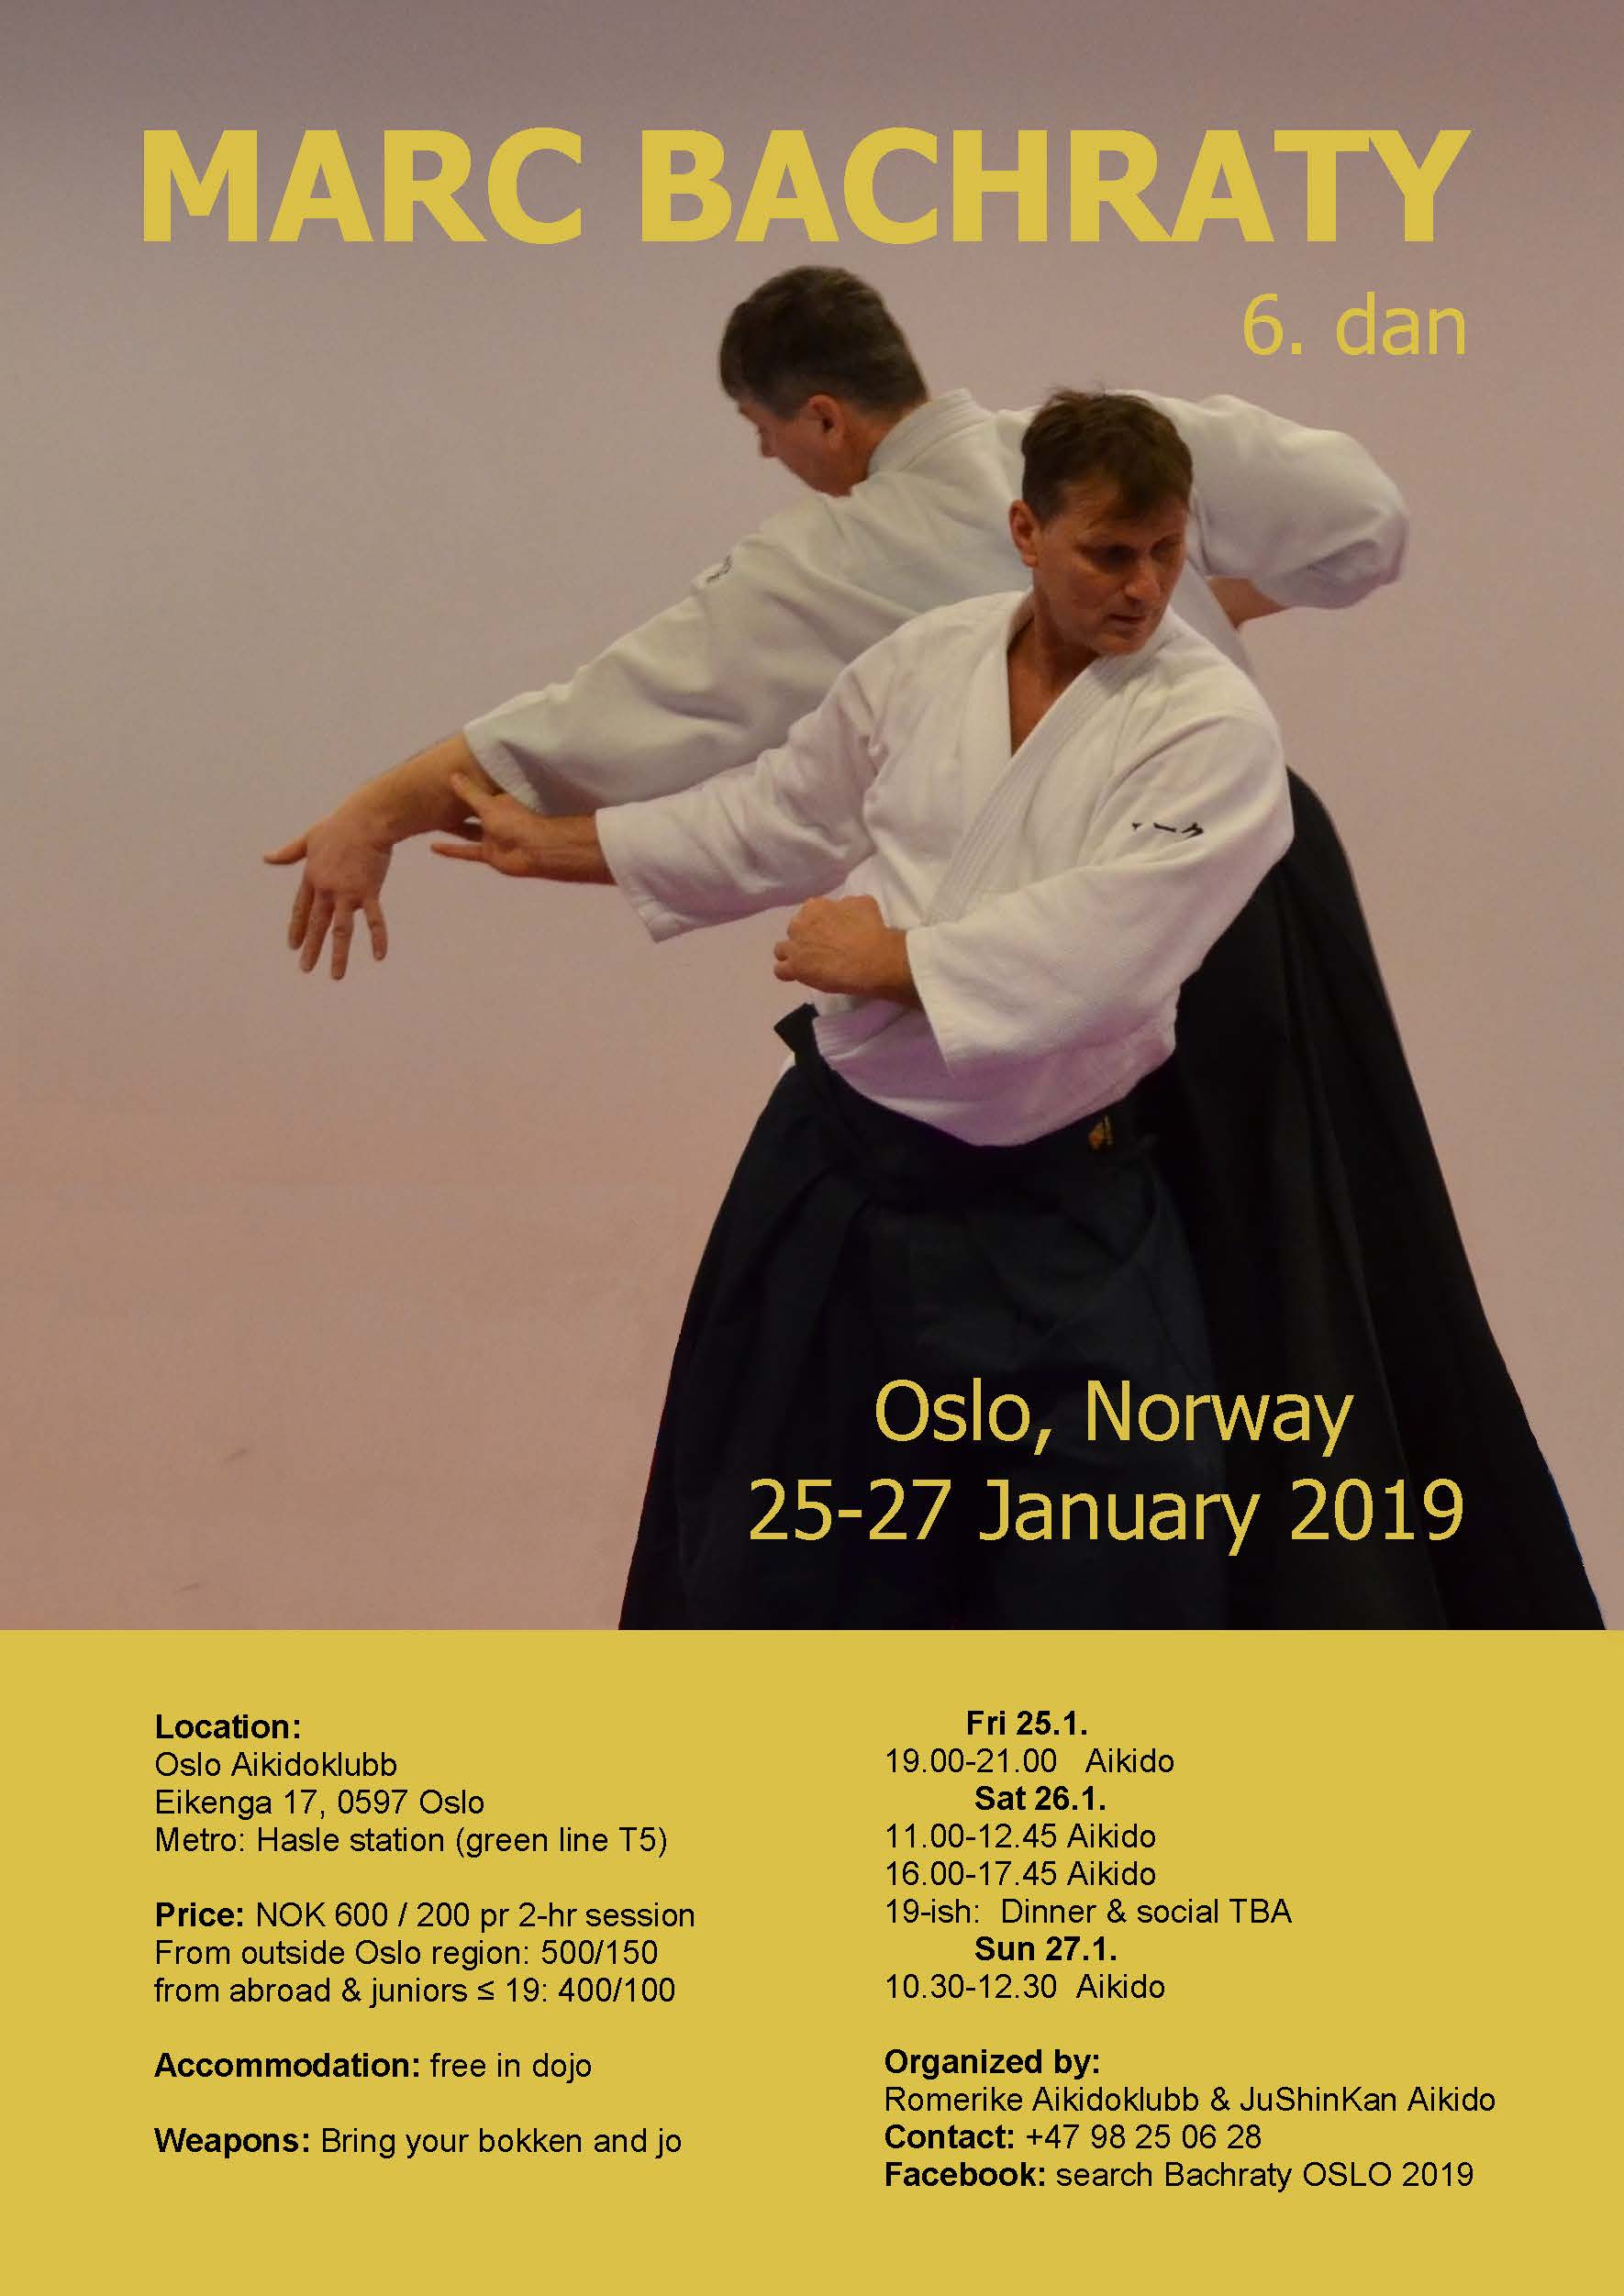 MARC BACHRATY
6. dan
Oslo, Norway
25-27 January 2019
Location:
Oslo Aikidoklubb
Eikenga 17, 0597 Oslo
Metro: Hasle station (green line T5)
Price: NOK 600 / 200 pr 2-hr session
From outside Oslo region: 500/150
from abroad & juniors ≤ 19: 400/100
Accommodation: free in dojo
Weapons: Bring your bokken and jo
Fri 25.1.
19.00-21.00 Aikido
Sat 26.1.
11.00-12.45 Aikido
16.00-17.45 Aikido
19-ish: Dinner & social TBA
Sun 27.1.
10.30-12.30 Aikido
Organized by:
Romerike Aikidoklubb & JuShinKan Aikido
Contact: +47 98 25 06 28
Facebook: search Bachraty OSLO 2019